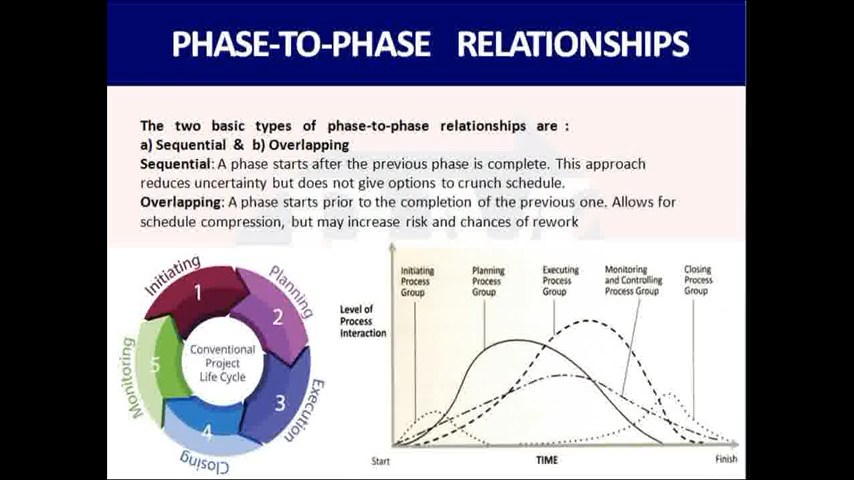 PHASE-TO-PHASE RELATIONSHIPS
The two basic types of phase-to-phase relationships are :
a) Sequential & b) Overlapping
Sequential: A phase starts after the previous phase is complete. This approach
reduces uncertainty but does not give options to crunch schedule.
Overlapping: A phase starts prior to the completion of the previous one. Allows for
schedule compression, but may increase risk and chances of rework
Initiating
1
Planning
2
Execution
3
Closing
4
Monitoring
5
Conventional
Project
Life Cycle
Level of
Process
Interaction
Initiating
Process
Group
Planning
Process
Group
Executing
Process
Group
Monitoring
and Controlling
Process Group
Closing
Process
Group
Start
TIME
Finish